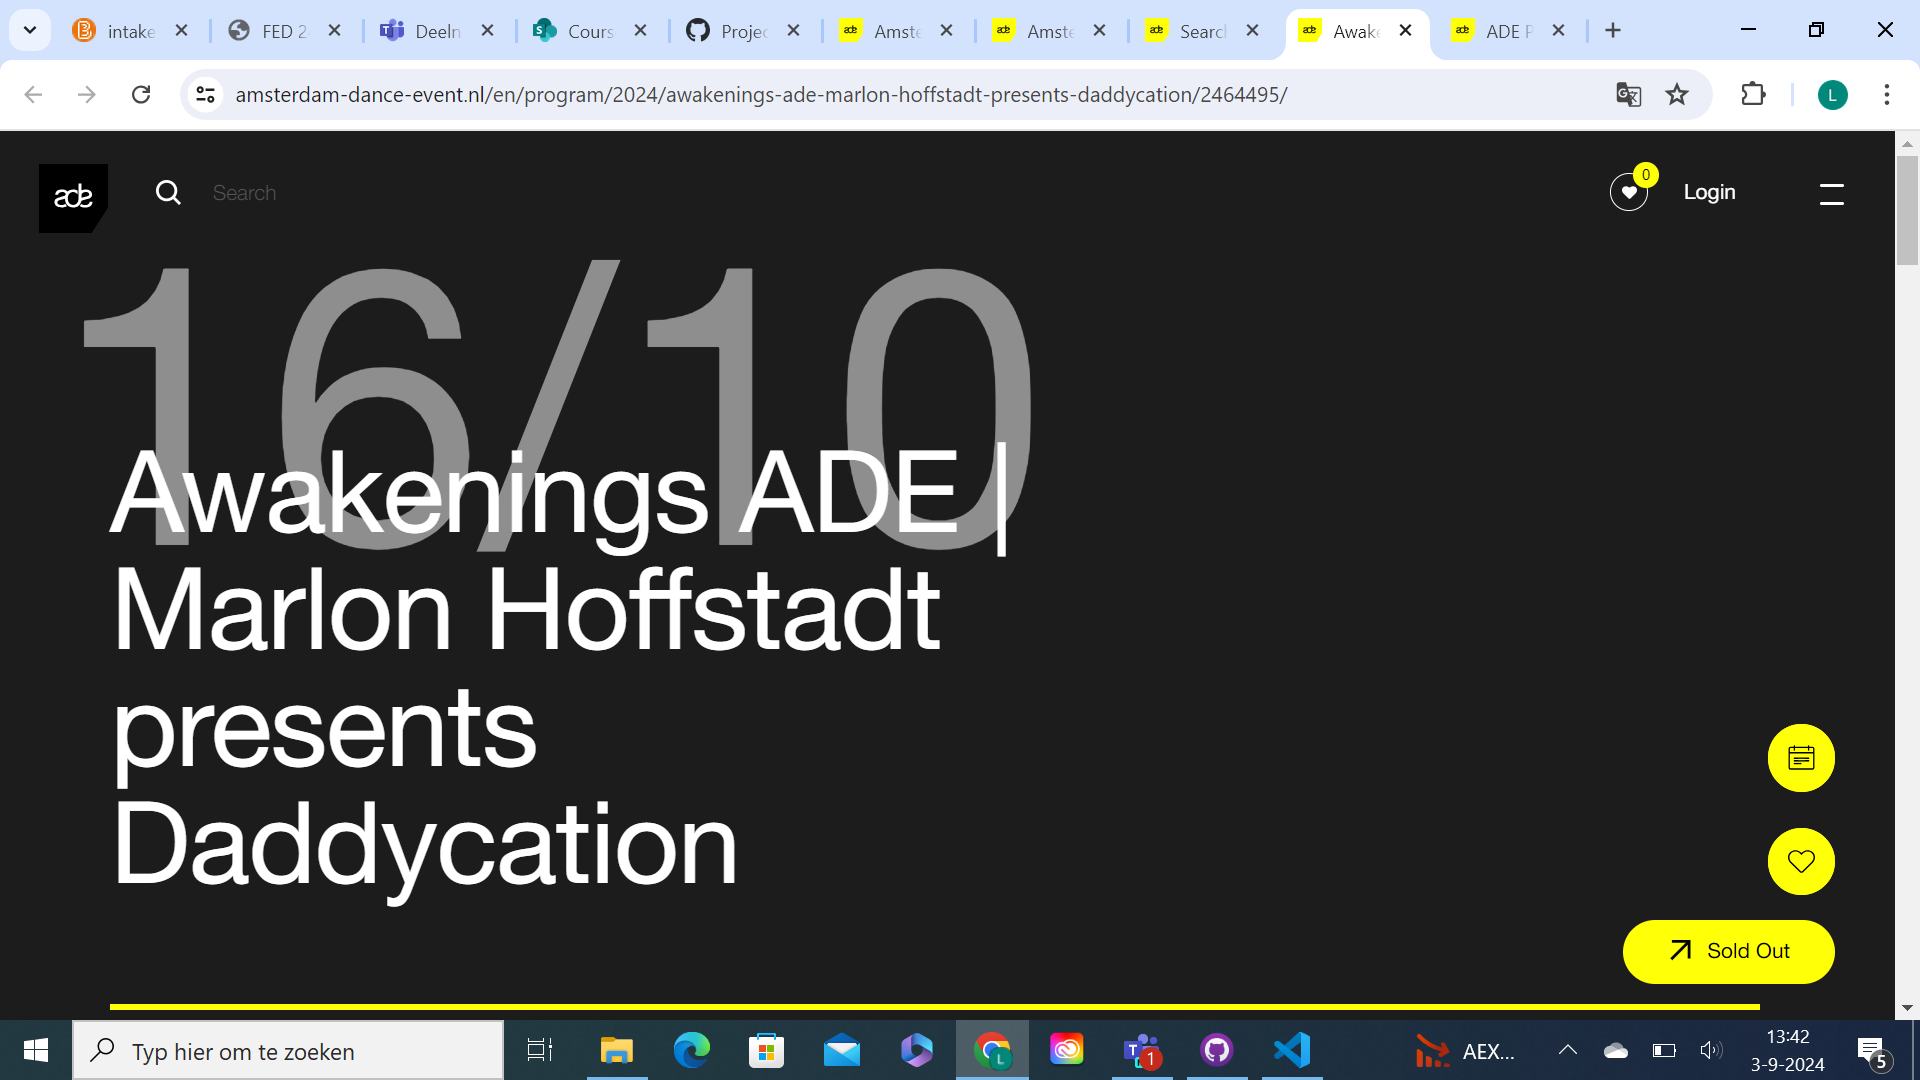 intake
FED 2
Deeln
Cours
Projec
Amste
Amste
Search
Awake
ADE P
amsterdam-dance-event.nl/en/program/2024/awakenings-ade-marlon-hoffstadt-presents-daddycation/2464495/
L
ade
Search
0
Login
16/10
Awakenings ADE |
Marlon Hoffstadt
presents
Daddycation
Sold Out
Typ hier om te zoeken
L
1
AEX...
13:42
3-9-2024
5